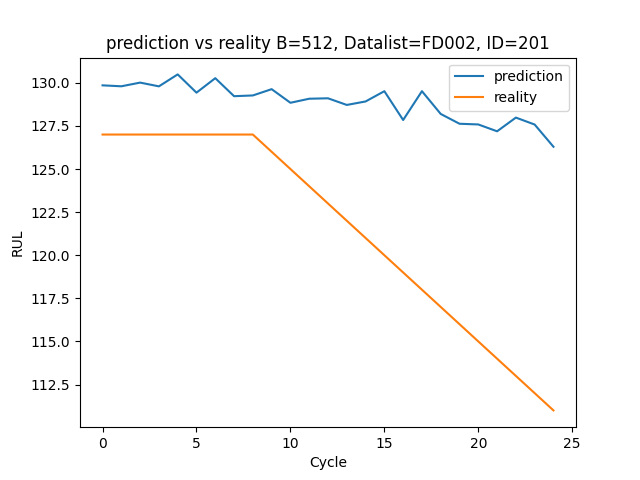 prediction vs reality B=512, Datalist=FD002, ID=201
prediction
reality
130.0
127.5
125.0
122.5
120.0
117.5
115.0
112.5
RUL
0 5 10 15 20 25
Cycle